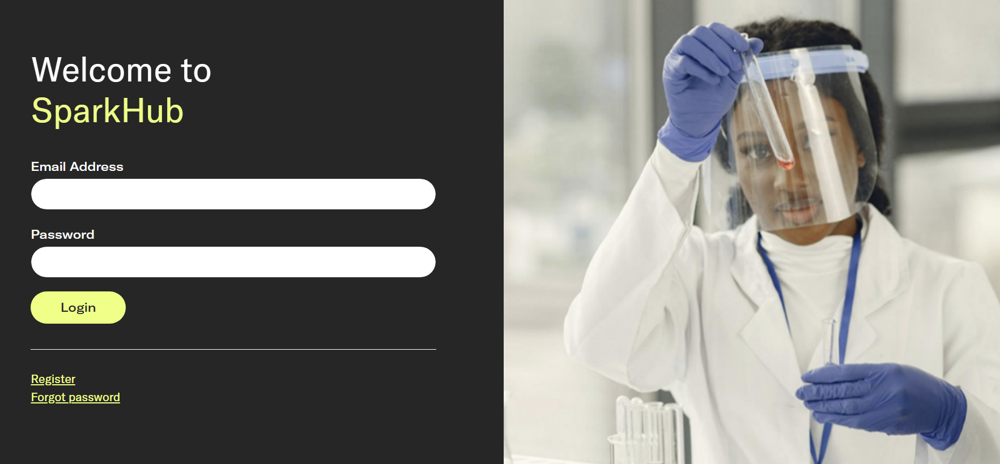 Welcome to
SparkHub
Email Address
Password
Login
Register
Forgot password